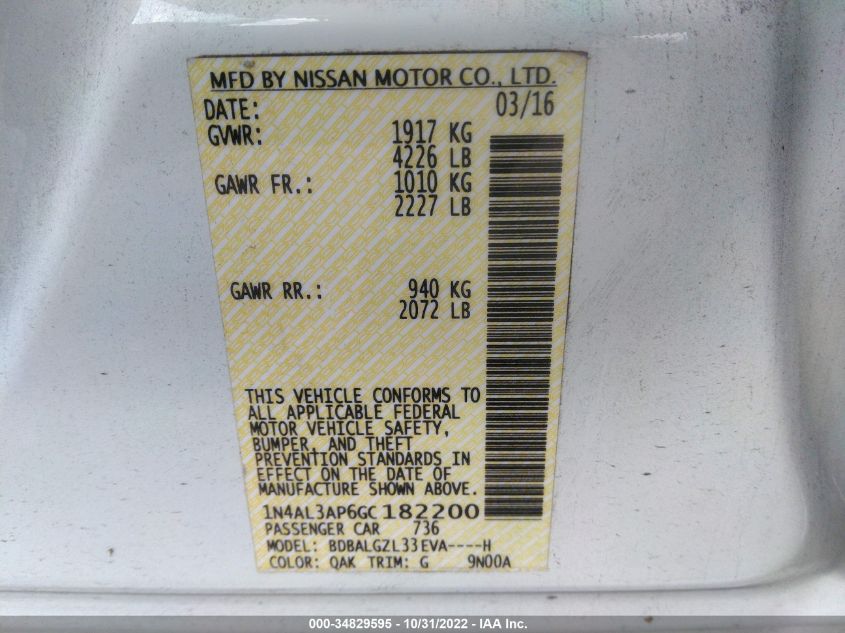 MFD BY NISSAN MOTOR CO., LTD.
DATE: 03/16
GVWR: 1917 KG
4226 LB
GAWR FR.: 1010 KG
2227 LB
GAWR RR.: 940 KG
2072 LB
THIS VEHICLE CONFORMS TO
ALL APPLICABLE FEDERAL
MOTOR VEHICLE SAFETY,
BUMPER, AND THEFT
PREVENTION STANDARDS IN
EFFECT ON THE DATE OF
MANUFACTURE SHOWN ABOVE.
1N4AL3AP6GC182200
PASSENGER CAR 736
MODEL: BDBALGZL33EVA----H
COLOR: QAK TRIM: G 9N00A
000-34829595 - 10/31/2022 - IAA Inc.